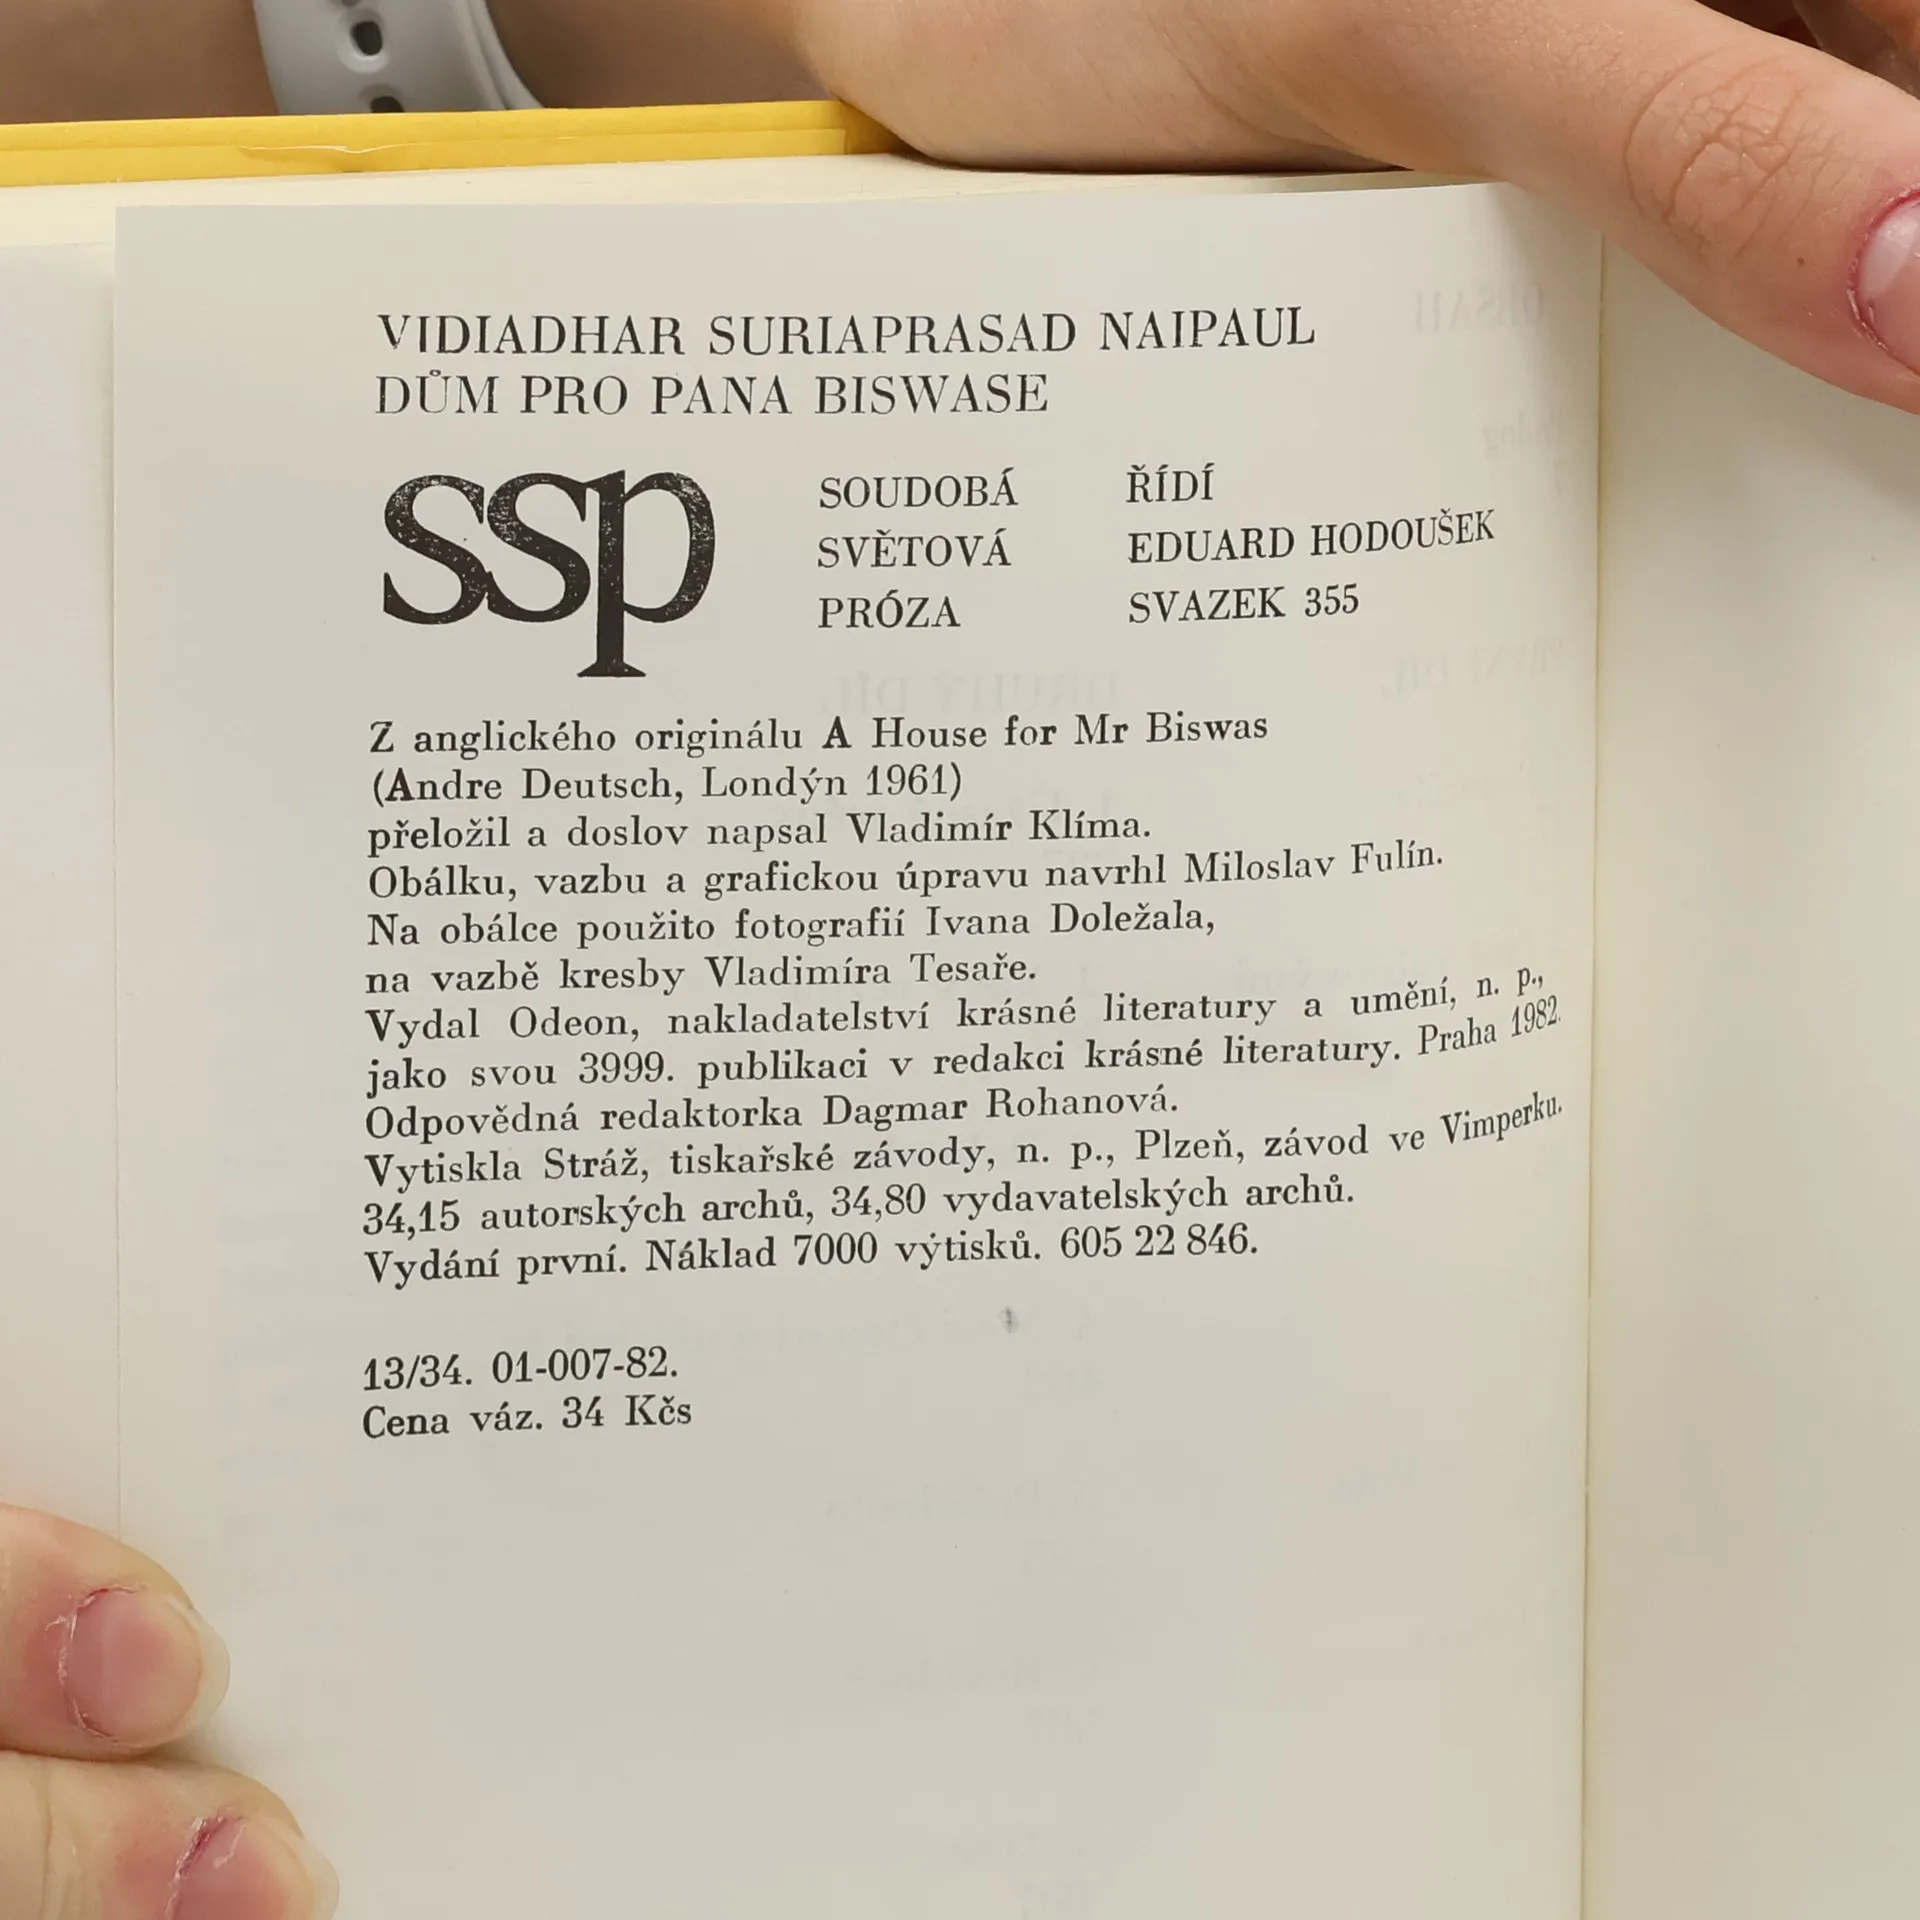 VIDIADHAR SURIAPRASAD NAIPAUL
DŮM PRO PANA BISWASE
ssp
SOUDOBÁ
SVĚTOVÁ
PRÓZA
ŘÍDÍ
EDUARD HODOUŠEK
SVAZEK 355
Z anglického originálu A House for Mr Biswas
(Andre Deutsch, Londýn 1961)
přeložil a doslov napsal Vladimír Klíma.
Obálku, vazbu a grafickou úpravu navrhl Miloslav Fulín.
Na obálce použito fotografií Ivana Doležala,
na vazbě kresby Vladimíra Tesaře.
Vydal Odeon, nakladatelství krásné literatury a umění, n. p.,
jako svou 3999. publikaci v redakci krásné literatury. Praha 1982.
Odpovědná redaktorka Dagmar Rohanová.
Vytiskla Stráž, tiskařské závody, n. p., Plzeň, závod ve Vimperku.
34,15 autorských archů, 34,80 vydavatelských archů.
Vydání první. Náklad 7000 výtisků. 605 22 846.
13/34. 01-007-82.
Cena váz. 34 Kčs